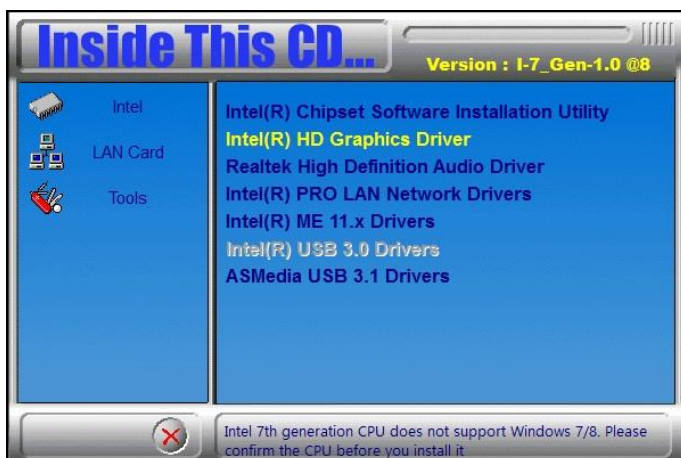 Inside This CD...
Version : I-7_Gen-1.0 @8
Intel
LAN Card
Tools
Intel(R) Chipset Software Installation Utility
Intel(R) HD Graphics Driver
Realtek High Definition Audio Driver
Intel(R) PRO LAN Network Drivers
Intel(R) ME 11.x Drivers
Intel(R) USB 3.0 Drivers
ASMedia USB 3.1 Drivers
Intel 7th generation CPU does not support Windows 7/8. Please
confirm the CPU before you install it